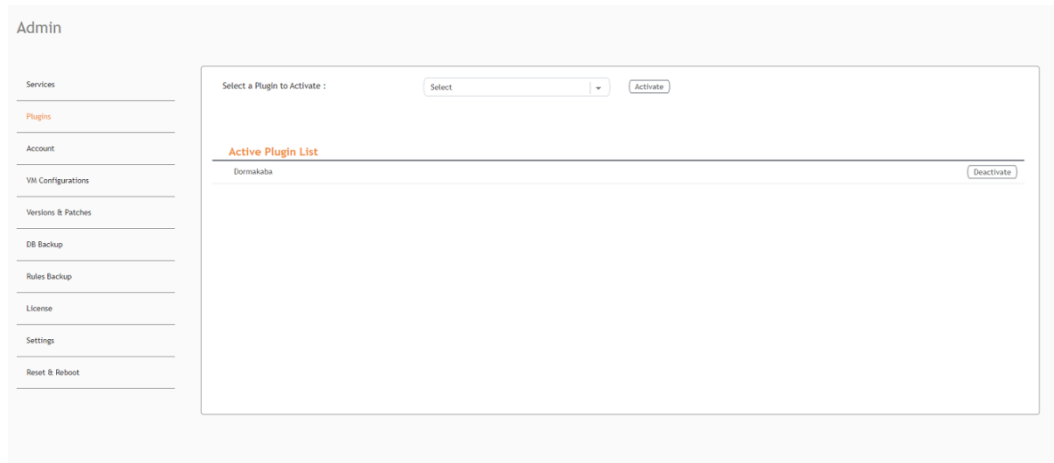 Admin
Services
Plugins
Account
VM Configurations
Versions & Patches
DB Backup
Rules Backup
License
Settings
Reset & Reboot
Select a Plugin to Activate :
Select
Activate
Active Plugin List
Dormakaba
Deactivate